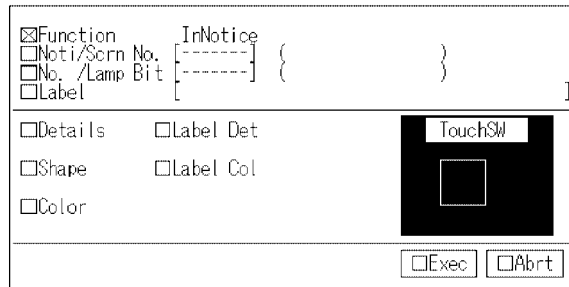 ☒Function InNotice
☐Noti/Scrn No. [-------] { }
☐No. /Lamp Bit [-------] { }
☐Label [ ]
☐Details ☐Label Det TouchSW
☐Shape ☐Label Col
☐Color
☐Exec ☐Abrt